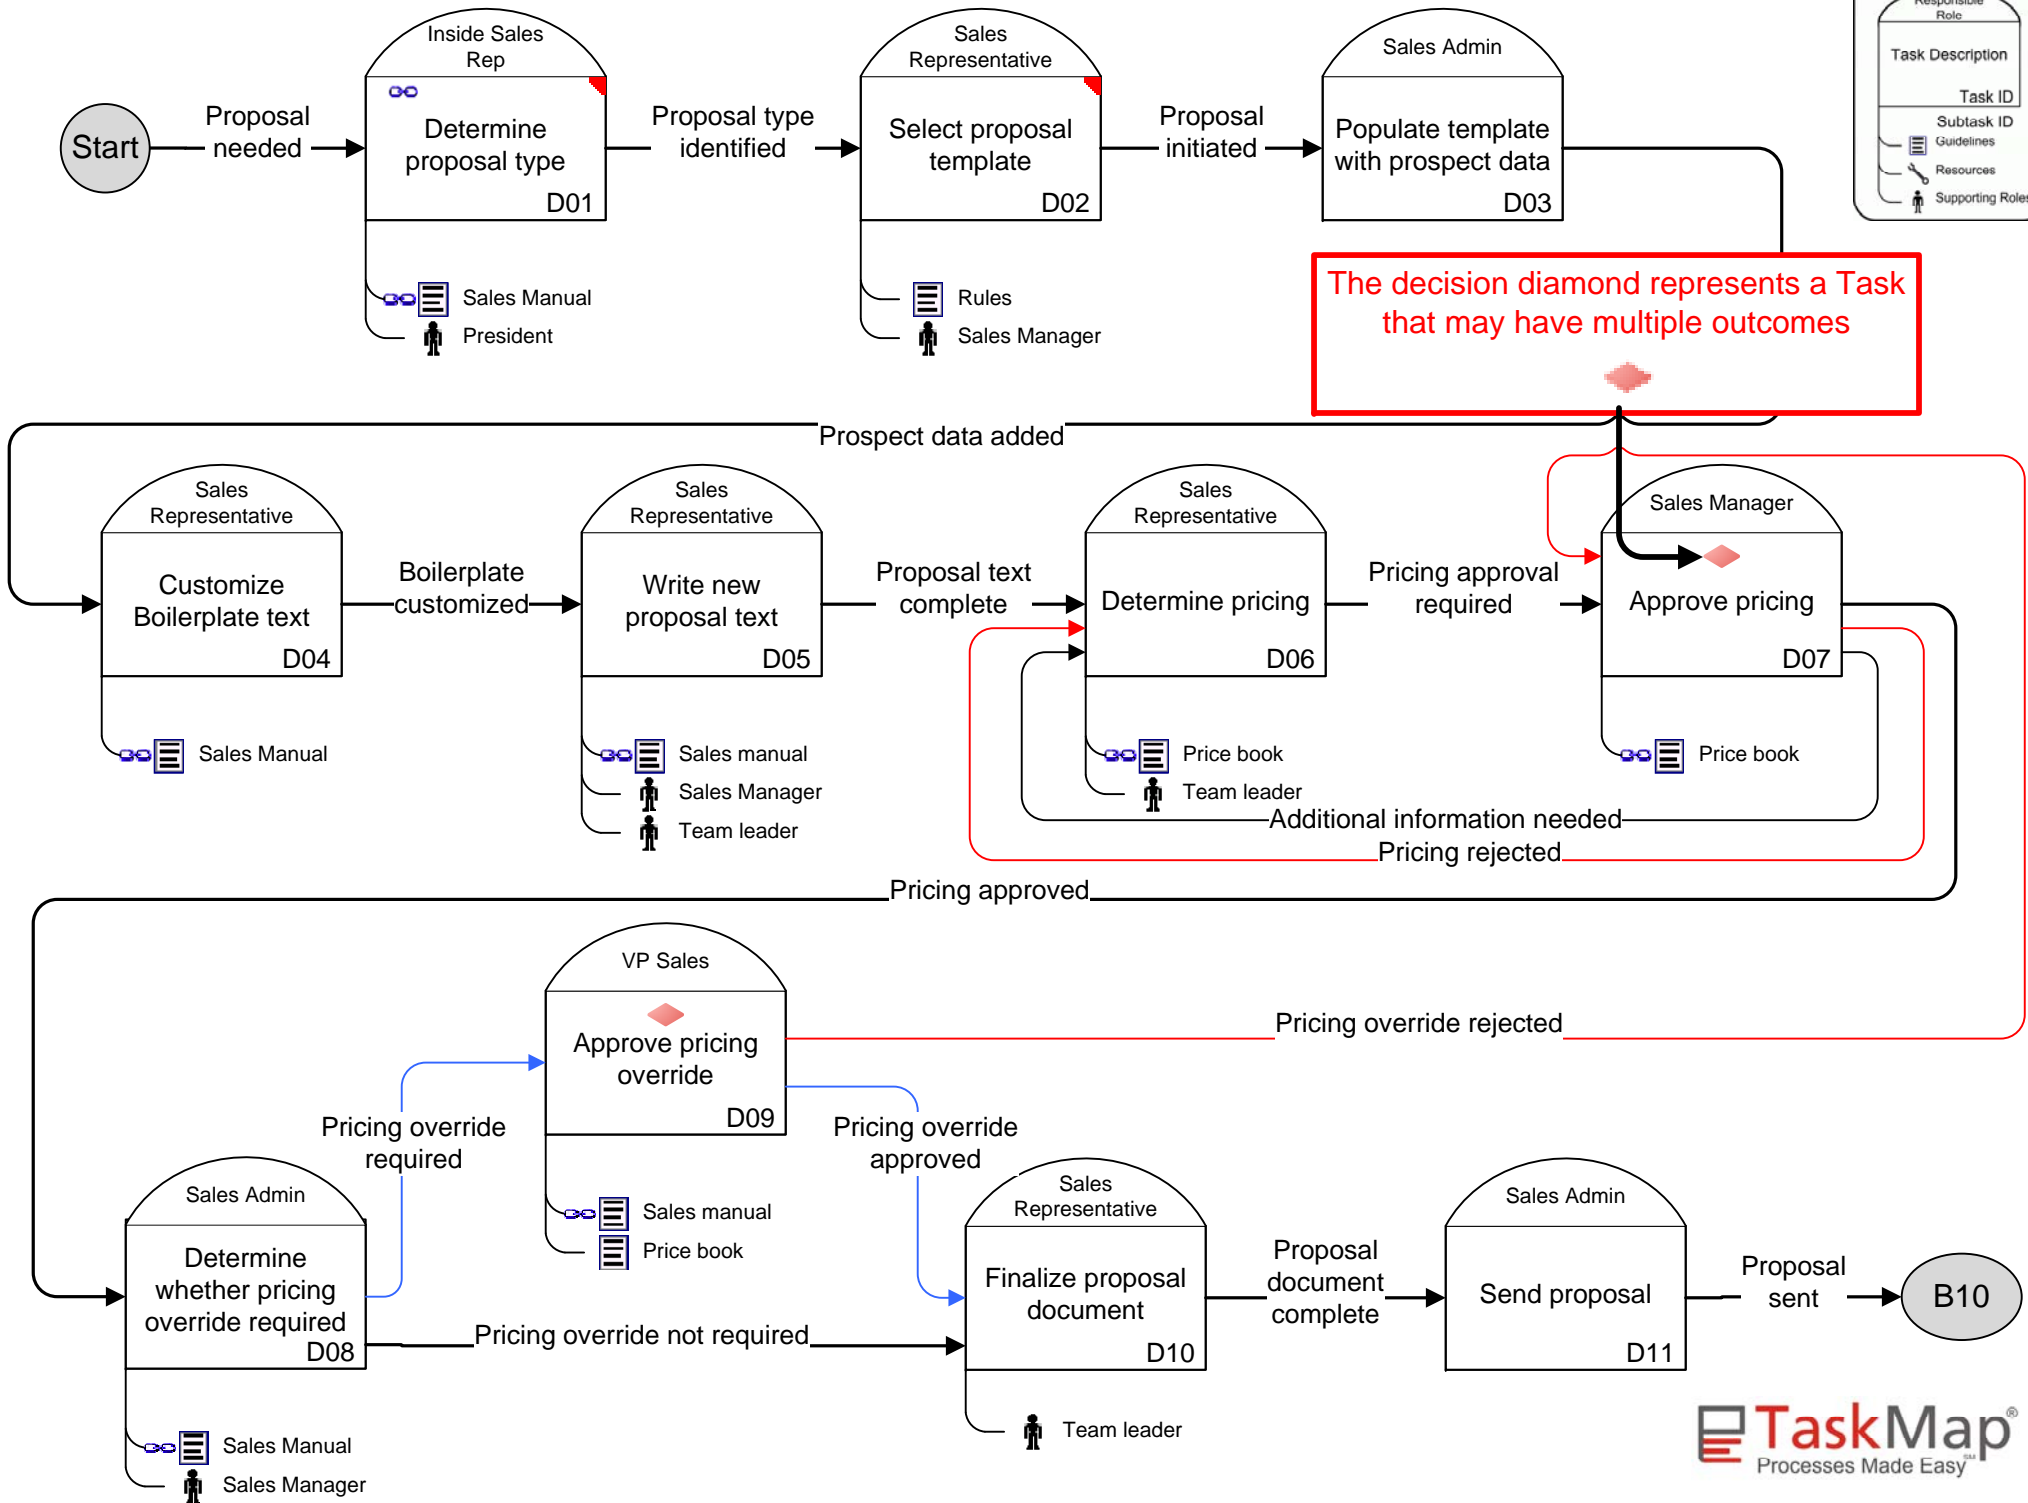 Responsible
Role
Task Description
Task ID
Subtask ID
Guidelines
Resources
Supporting Roles
Start
Proposal
needed
Inside Sales
Rep
Determine
proposal type
D01
Sales Manual
President
Proposal type
identified
Sales
Representative
Select proposal
template
D02
Rules
Sales Manager
Proposal
initiated
Sales Admin
Populate template
with prospect data
D03
The decision diamond represents a Task
that may have multiple outcomes
Prospect data added
Sales
Representative
Customize
Boilerplate text
D04
Sales Manual
Boilerplate
customized
Sales
Representative
Write new
proposal text
D05
Sales manual
Sales Manager
Team leader
Proposal text
complete
Sales
Representative
Determine pricing
D06
Price book
Team leader
Pricing approval
required
Sales Manager
Approve pricing
D07
Price book
Additional information needed
Pricing rejected
Pricing approved
VP Sales
Approve pricing
override
D09
Sales manual
Price book
Pricing override rejected
Pricing override
required
Pricing override
approved
Sales Admin
Determine
whether pricing
override required
D08
Sales Manual
Sales Manager
Pricing override not required
Sales
Representative
Finalize proposal
document
D10
Team leader
Proposal
document
complete
Sales Admin
Send proposal
D11
Proposal
sent
B10
TaskMap®
Processes Made Easy℠